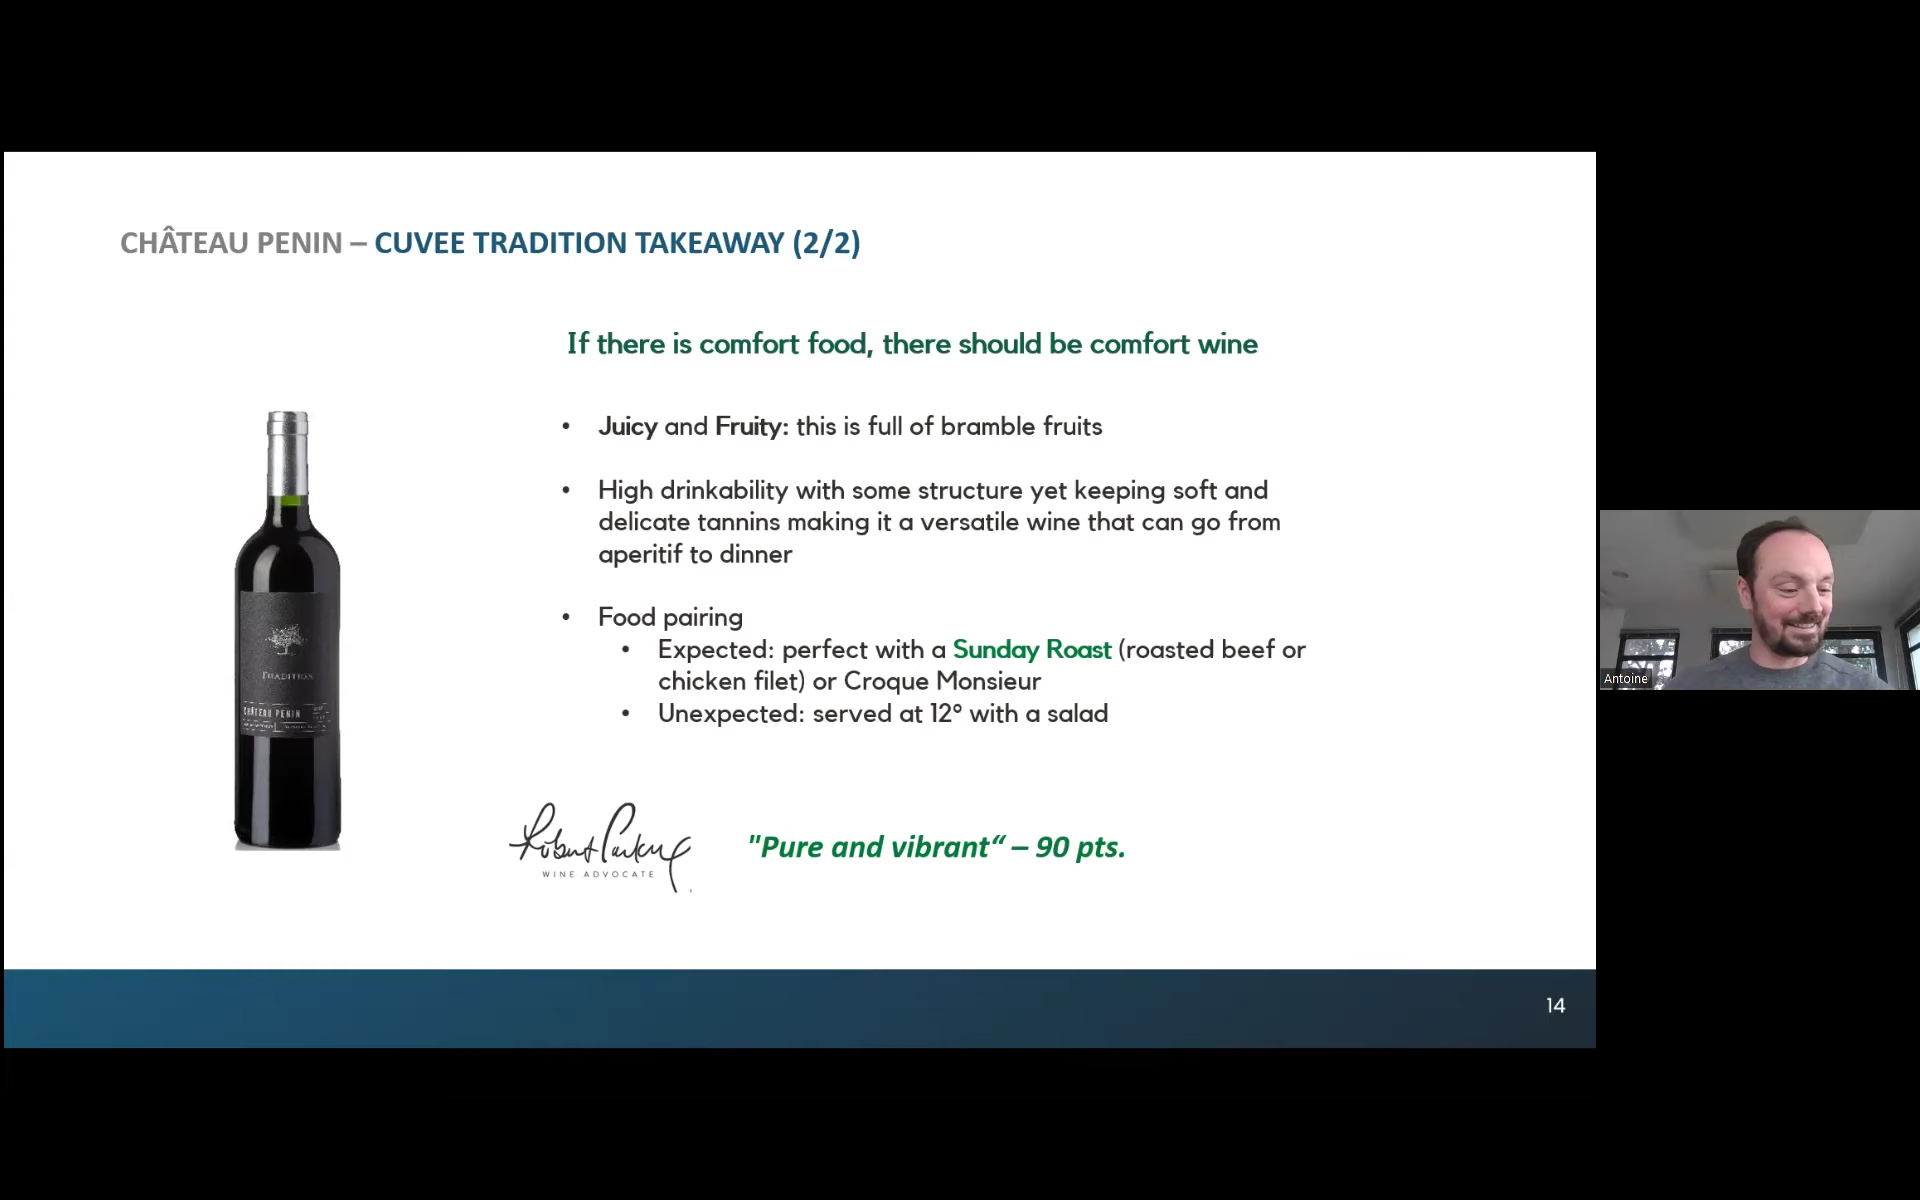 CHÂTEAU PENIN – CUVEE TRADITION TAKEAWAY (2/2)
If there is comfort food, there should be comfort wine
• Juicy and Fruity: this is full of bramble fruits
• High drinkability with some structure yet keeping soft and
delicate tannins making it a versatile wine that can go from
aperitif to dinner
• Food pairing
• Expected: perfect with a Sunday Roast (roasted beef or
chicken filet) or Croque Monsieur
• Unexpected: served at 12° with a salad
TRADITION
CHÂTEAU PENIN
Robert Parker
WINE ADVOCATE
"Pure and vibrant“ – 90 pts.
14
Antoine